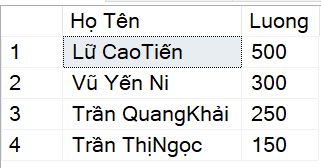 Họ Tên Luong
1 Lữ CaoTiến 500
2 Vũ Yến Ni 300
3 Trần QuangKhải 250
4 Trần ThịNgọc 150